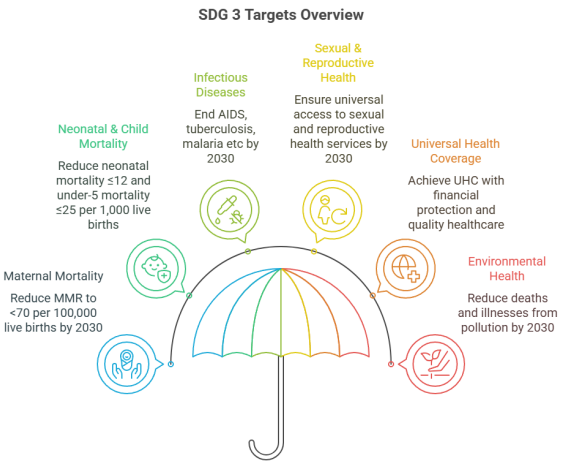 SDG 3 Targets Overview
Sexual &
Reproductive
Health
Ensure universal
access to sexual
and reproductive
health services by
2030
Infectious
Diseases
End AIDS,
tuberculosis,
malaria etc by
2030
Neonatal & Child
Mortality
Reduce neonatal
mortality ≤12 and
under-5 mortality
≤25 per 1,000 live
births
Universal Health
Coverage
Achieve UHC with
financial
protection and
quality healthcare
Maternal Mortality
Reduce MMR to
<70 per 100,000
live births by 2030
Environmental
Health
Reduce deaths
and illnesses from
pollution by 2030